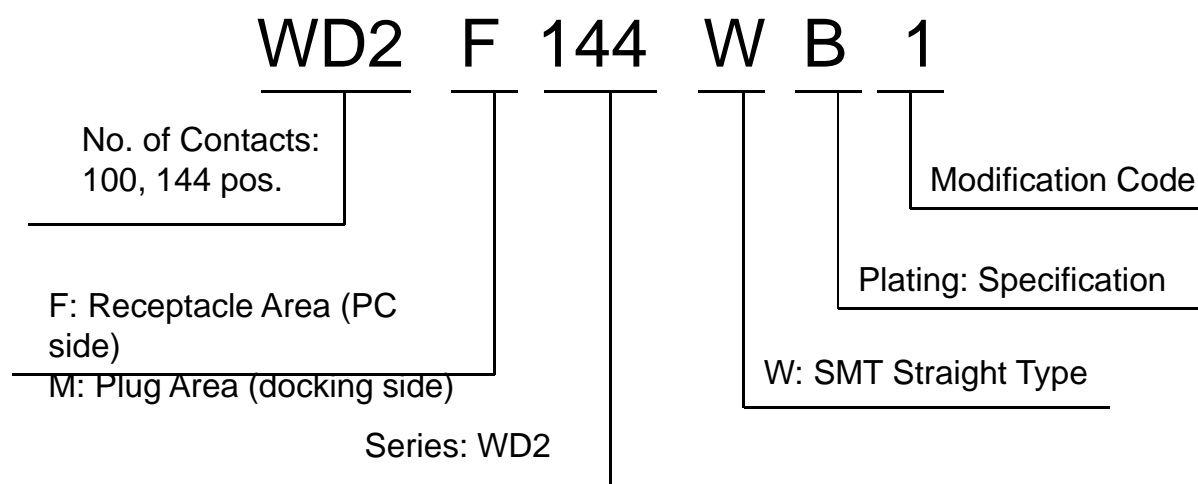 WD2 F 144 W B 1
No. of Contacts:
100, 144 pos.
Modification Code
Plating: Specification
F: Receptacle Area (PC
side)
M: Plug Area (docking side)
W: SMT Straight Type
Series: WD2